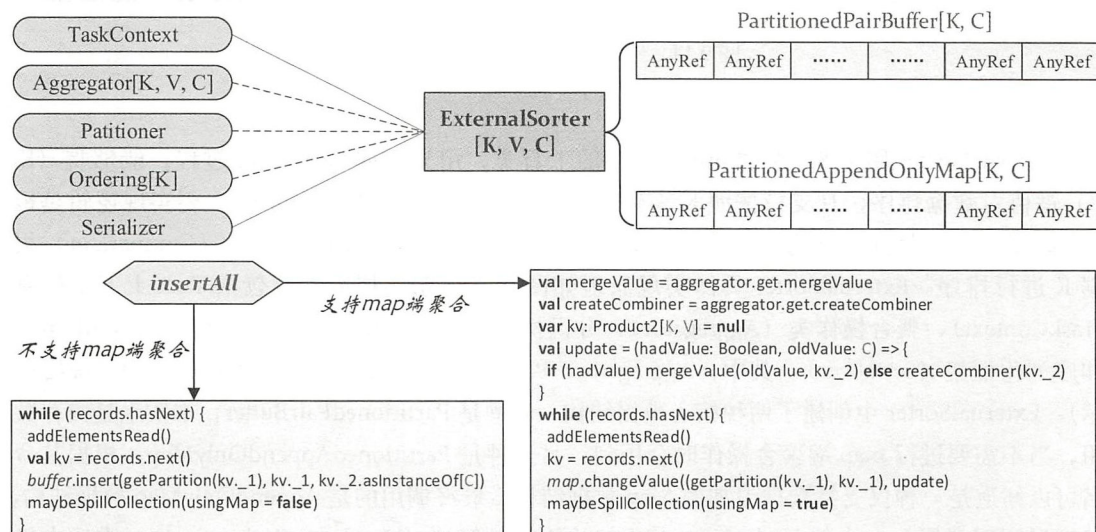 TaskContext
Aggregator[K, V, C]
Patitioner
Ordering[K]
Serializer
ExternalSorter
[K, V, C]
PartitionedPairBuffer[K, C]
AnyRef AnyRef ...... ...... AnyRef AnyRef
PartitionedAppendOnlyMap[K, C]
AnyRef AnyRef ...... ...... AnyRef AnyRef
insertAll
支持map端聚合
不支持map端聚合
while (records.hasNext) {
addElementsRead()
val kv = records.next()
buffer.insert(getPartition(kv._1), kv._1, kv._2.asInstanceOf[C])
maybeSpillCollection(usingMap = false)
}
val mergeValue = aggregator.get.mergeValue
val createCombiner = aggregator.get.createCombiner
var kv: Product2[K, V] = null
val update = (hadValue: Boolean, oldValue: C) => {
if (hadValue) mergeValue(oldValue, kv._2) else createCombiner(kv._2)
}
while (records.hasNext) {
addElementsRead()
kv = records.next()
map.changeValue((getPartition(kv._1), kv._1), update)
maybeSpillCollection(usingMap = true)
}